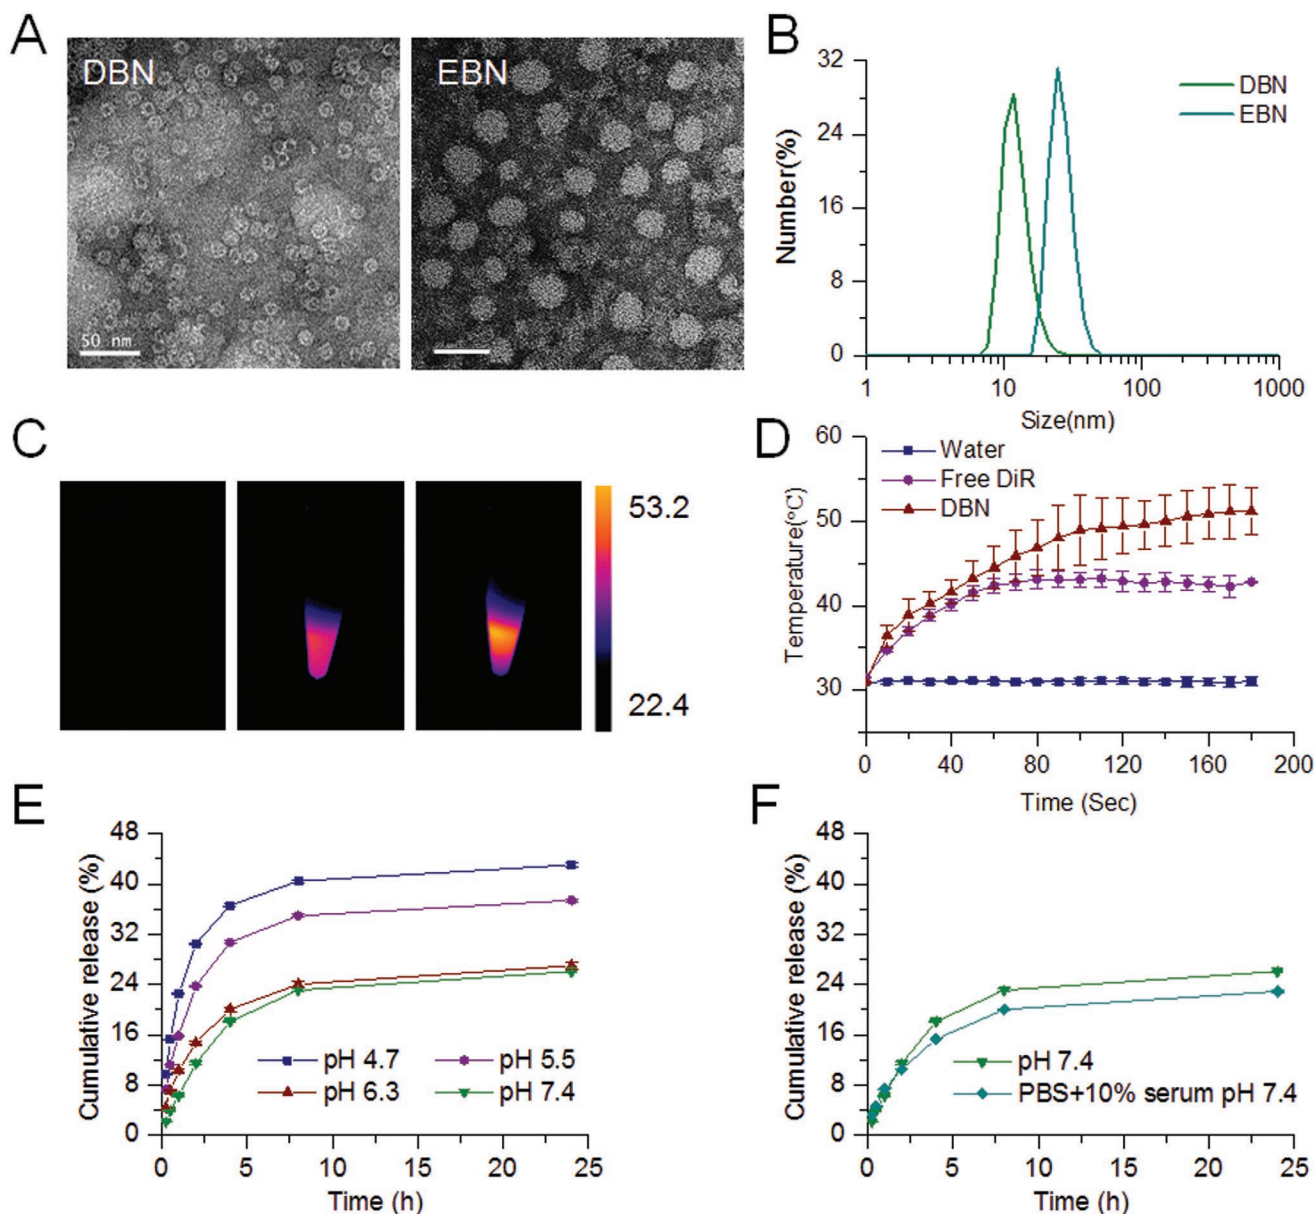 A
DBN
50 nm
EBN
B
32
24
16
8
0
Number(%)
DBN
EBN
1
10
100
1000
Size(nm)
C
53.2
22.4
D
60
50
40
30
Temperature(°C)
Water
Free DiR
DBN
0
40
80
120
160
200
Time (Sec)
E
48
40
32
24
16
8
0
Cumulative release (%)
pH 4.7
pH 5.5
pH 6.3
pH 7.4
0
5
10
15
20
25
Time (h)
F
48
40
32
24
16
8
0
Cumulative release (%)
pH 7.4
PBS+10% serum pH 7.4
0
5
10
15
20
25
Time (h)